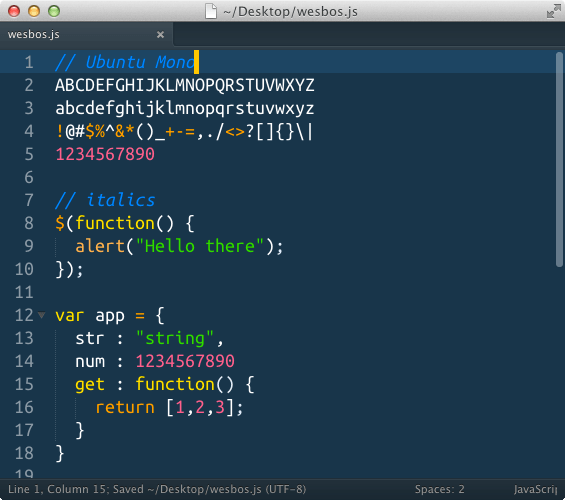 ~/Desktop/wesbos.js
wesbos.js ×
1 // Ubuntu Mono
2 ABCDEFGHIJKLMNOPQRSTUVWXYZ
3 abcdefghijklmnopqrstuvwxyz
4 !@#$%^&*()_+-=,./<>?[]{}\|
5 1234567890
6
7 // italics
8 $(function() {
9   alert("Hello there");
10 });
11
12 var app = {
13   str : "string",
14   num : 1234567890
15   get : function() {
16     return [1,2,3];
17   }
18 }
19
Line 1, Column 15; Saved ~/Desktop/wesbos.js (UTF-8) Spaces: 2 JavaScrip